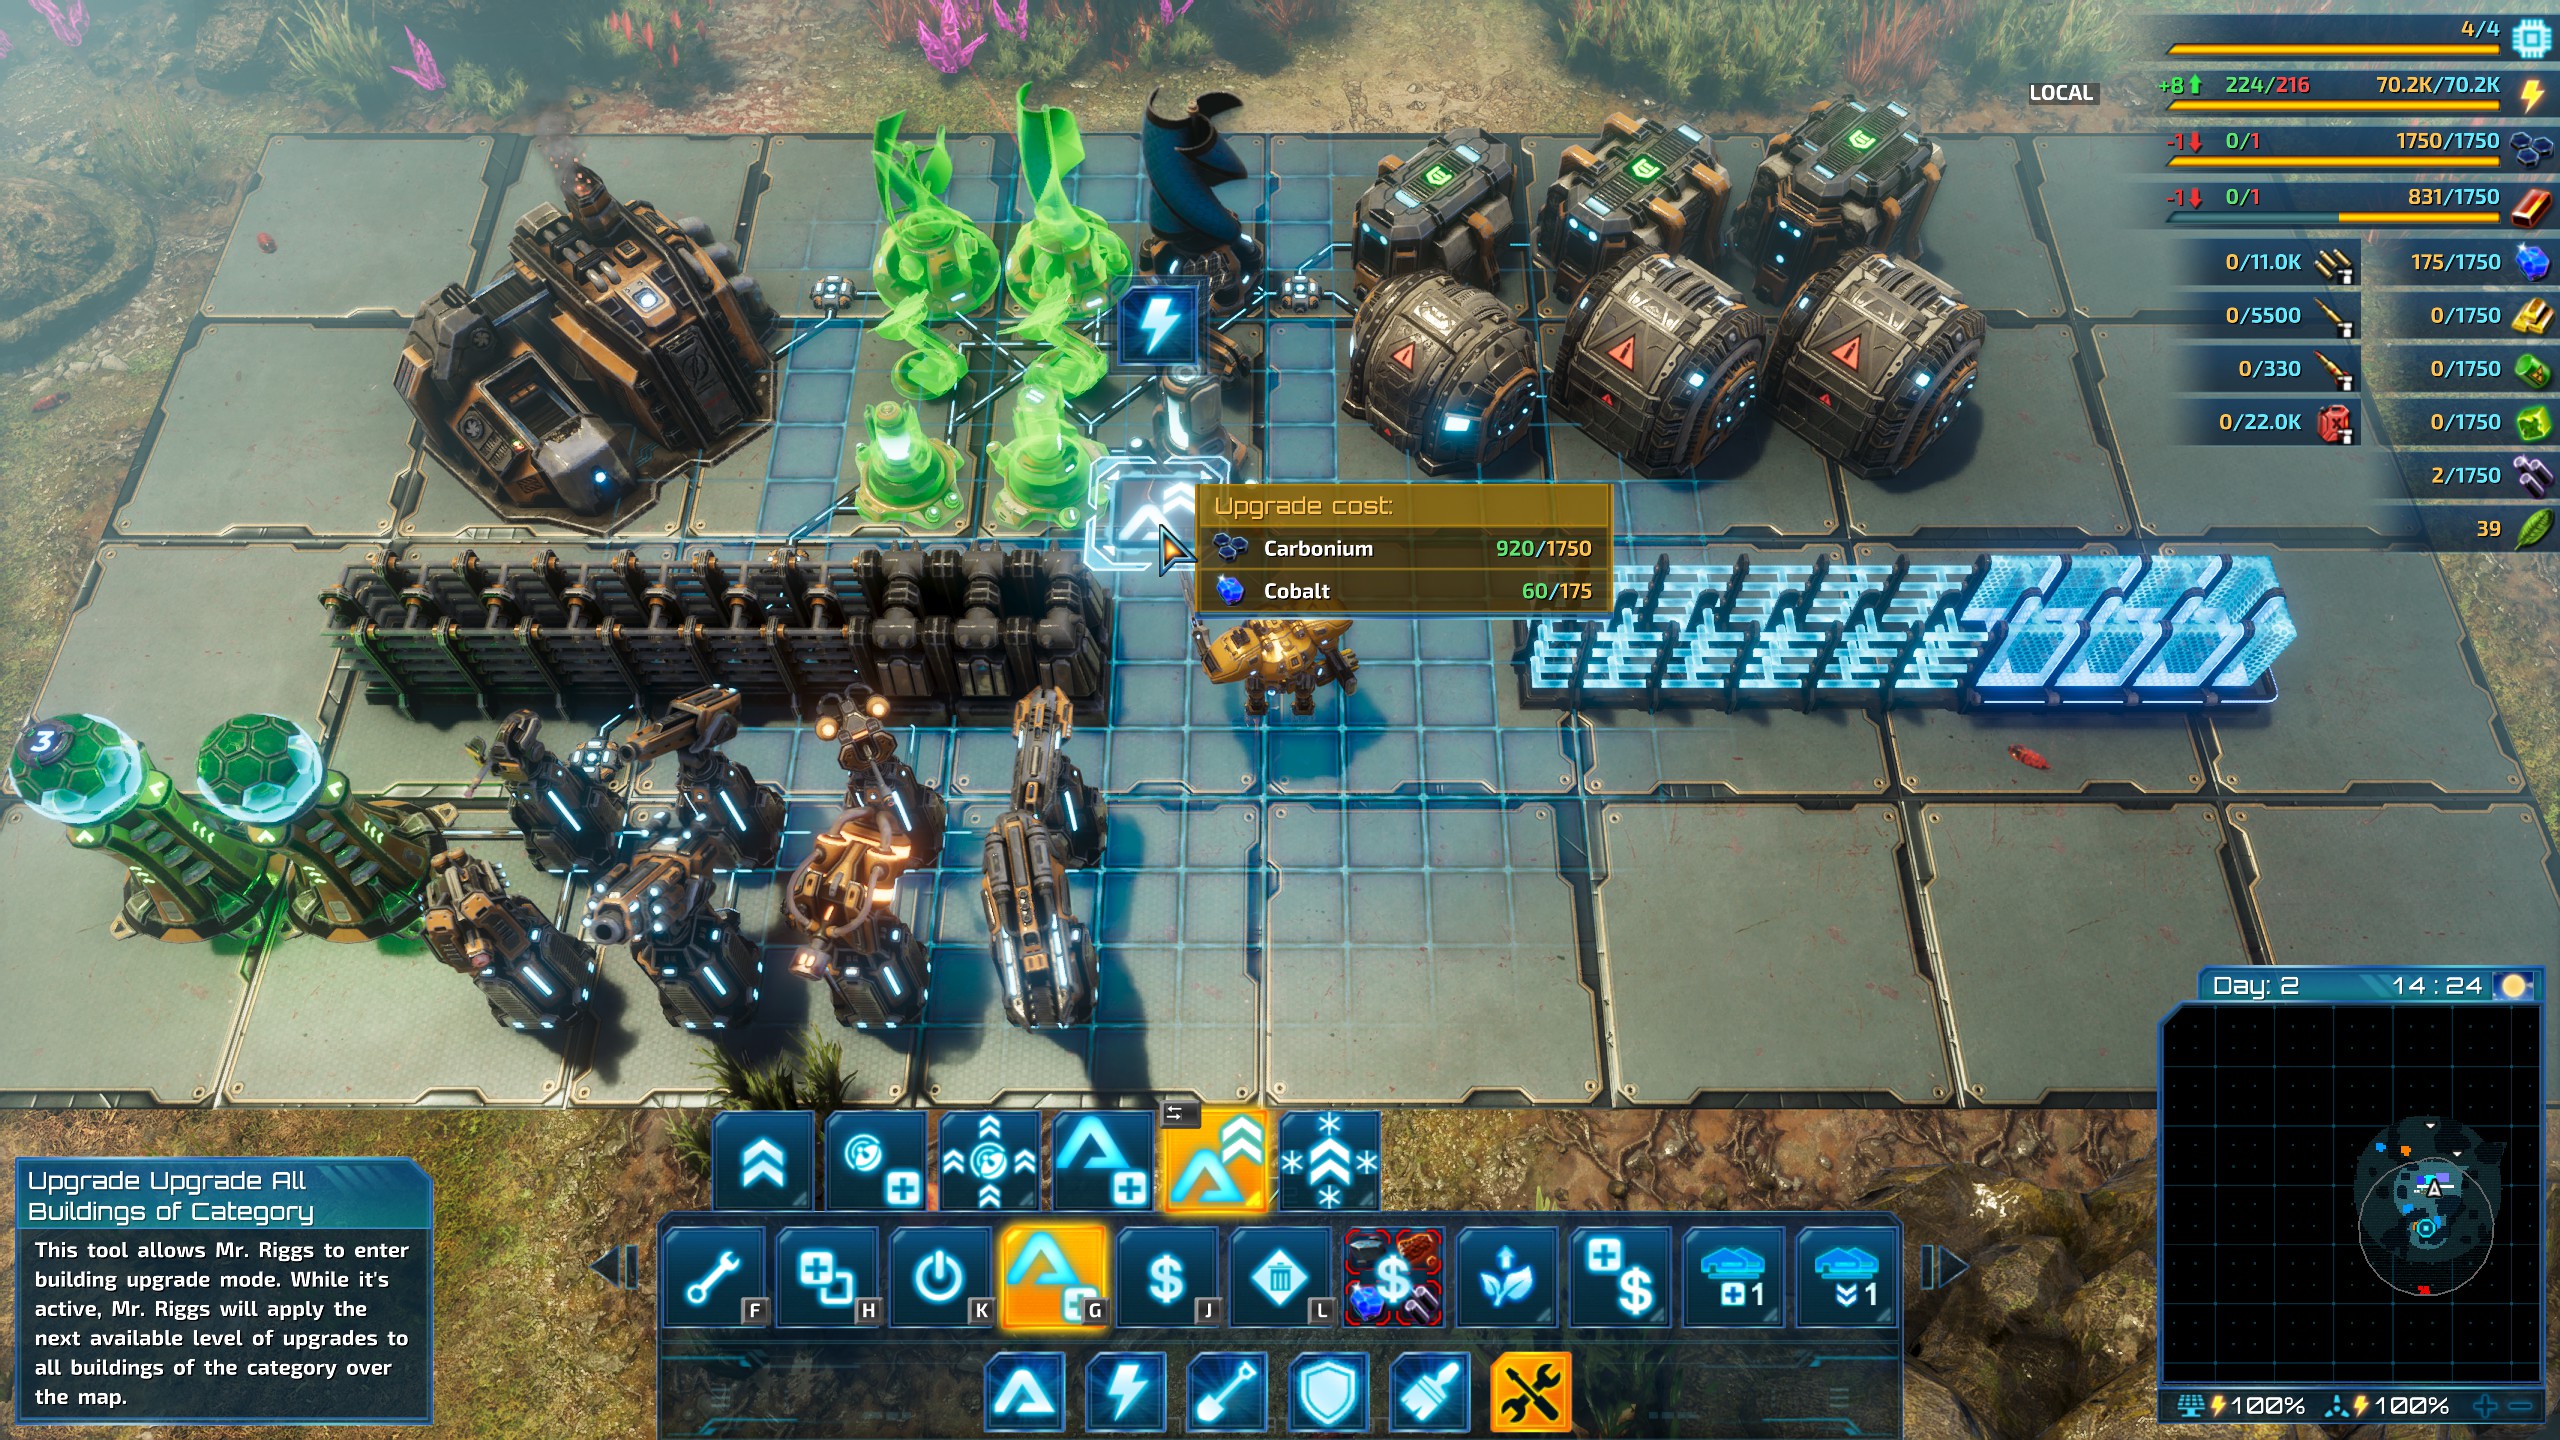 4/4
LOCAL
+8 224/216 70.2K/70.2K
-1 0/1 1750/1750
-1 0/1 831/1750
0/11.0K 175/1750
0/5500 0/1750
0/330 0/1750
0/22.0K 0/1750
2/1750
39
Upgrade cost:
Carbonium 920/1750
Cobalt 60/175
3
Day: 2 14:24
Upgrade Upgrade All
Buildings of Category
This tool allows Mr. Riggs to enter
building upgrade mode. While it's
active, Mr. Riggs will apply the
next available level of upgrades to
all buildings of the category over
the map.
F H K G J L 1 1
100% 100%